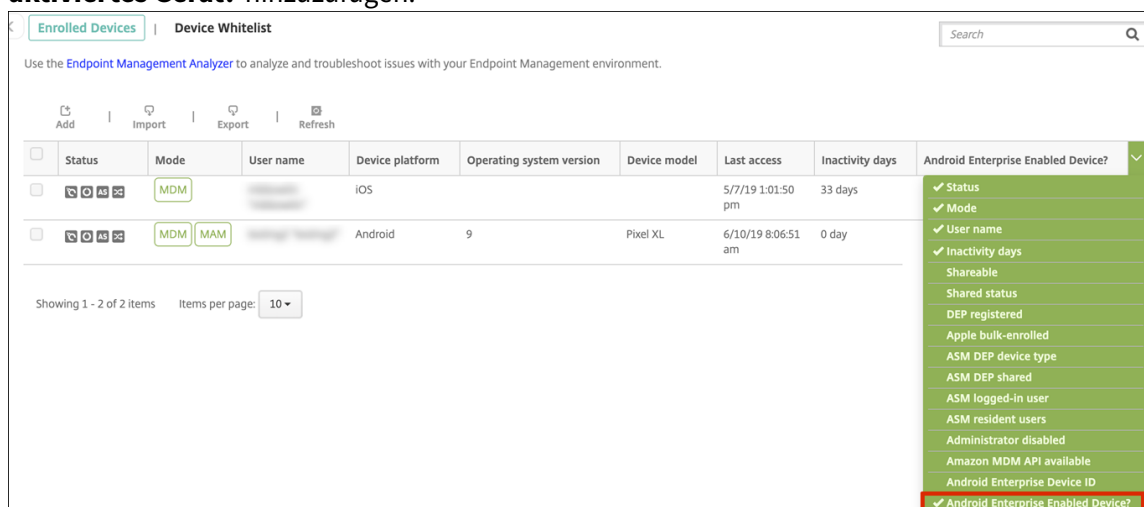 aktiviertes Gerät? hinzuzufügen.
Enrolled Devices | Device Whitelist
Search
Use the Endpoint Management Analyzer to analyze and troubleshoot issues with your Endpoint Management environment.
Add | Import | Export | Refresh
Status Mode User name Device platform Operating system version Device model Last access Inactivity days Android Enterprise Enabled Device?
AS MDM iOS 5/7/19 1:01:50 pm 33 days
AS MDM MAM Android 9 Pixel XL 6/10/19 8:06:51 am 0 day
Showing 1 - 2 of 2 items Items per page: 10
Status
Mode
User name
Inactivity days
Shareable
Shared status
DEP registered
Apple bulk-enrolled
ASM DEP device type
ASM DEP shared
ASM logged-in user
ASM resident users
Administrator disabled
Amazon MDM API available
Android Enterprise Device ID
Android Enterprise Enabled Device?